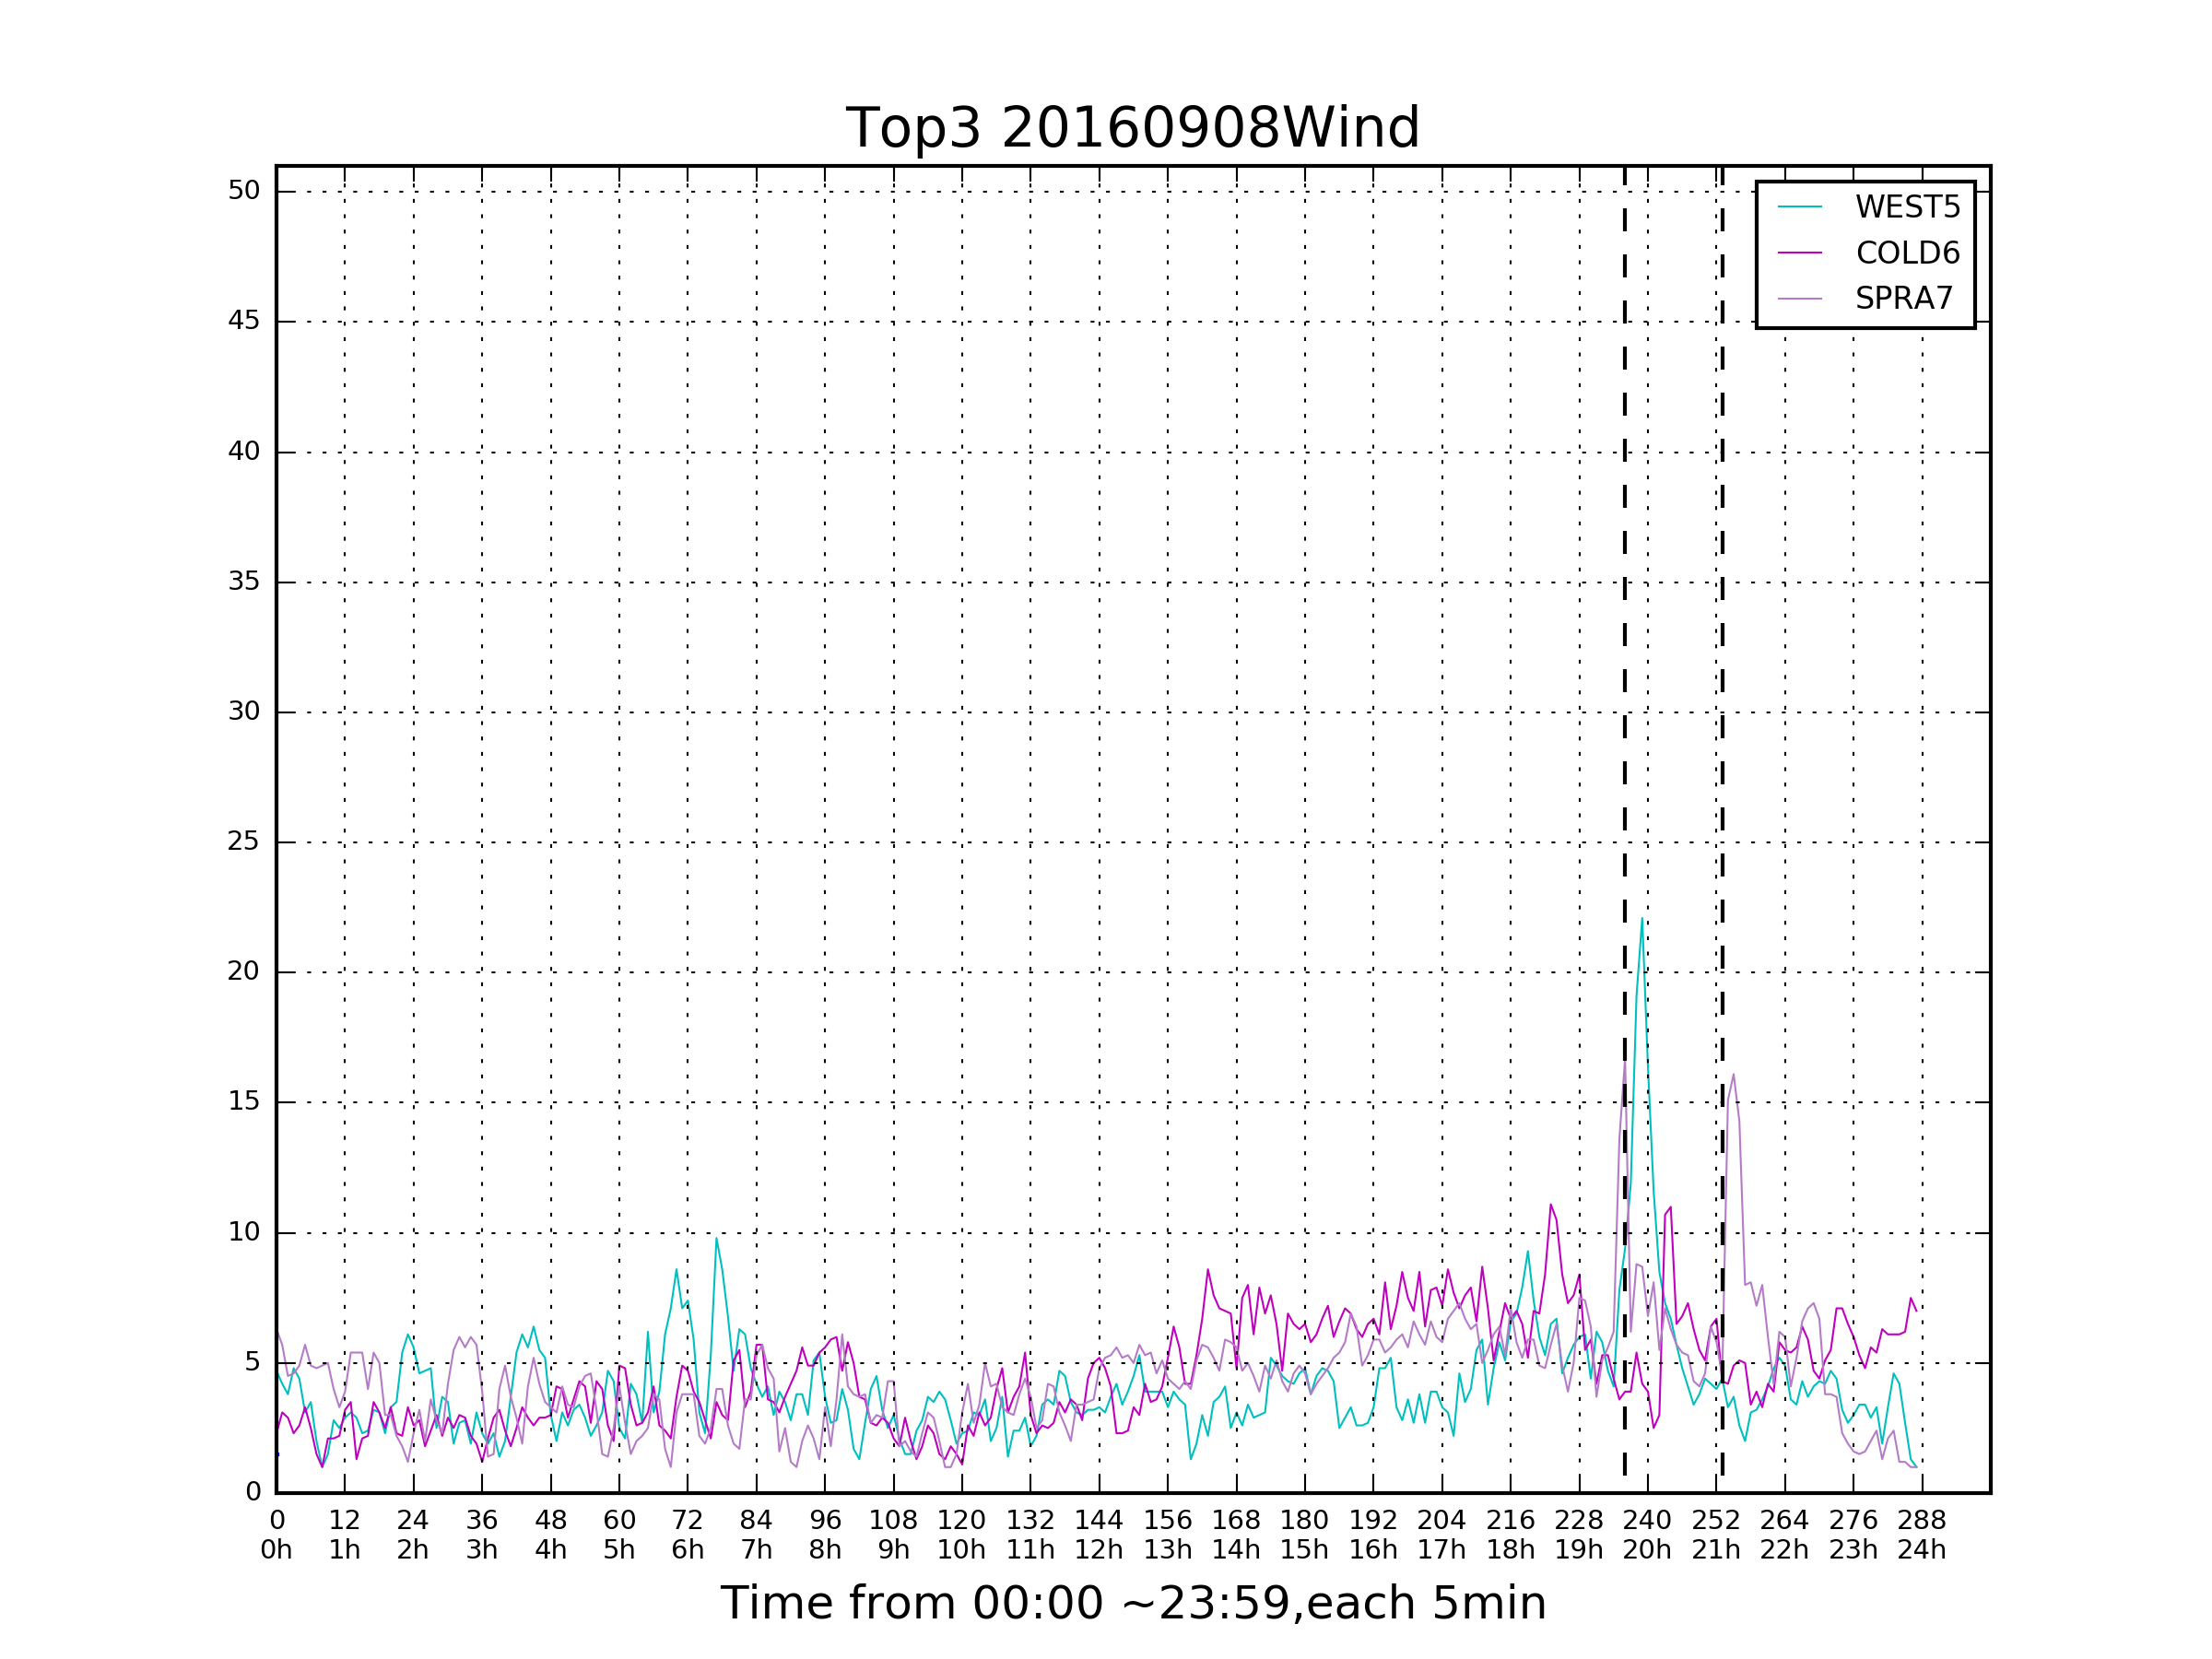 Top3 20160908Wind
50
45
40
35
30
25
20
15
10
5
0
WEST5
COLD6
SPRA7
0 12 24 36 48 60 72 84 96 108 120 132 144 156 168 180 192 204 216 228 240 252 264 276 288
0h 1h 2h 3h 4h 5h 6h 7h 8h 9h 10h 11h 12h 13h 14h 15h 16h 17h 18h 19h 20h 21h 22h 23h 24h
Time from 00:00 ~23:59,each 5min